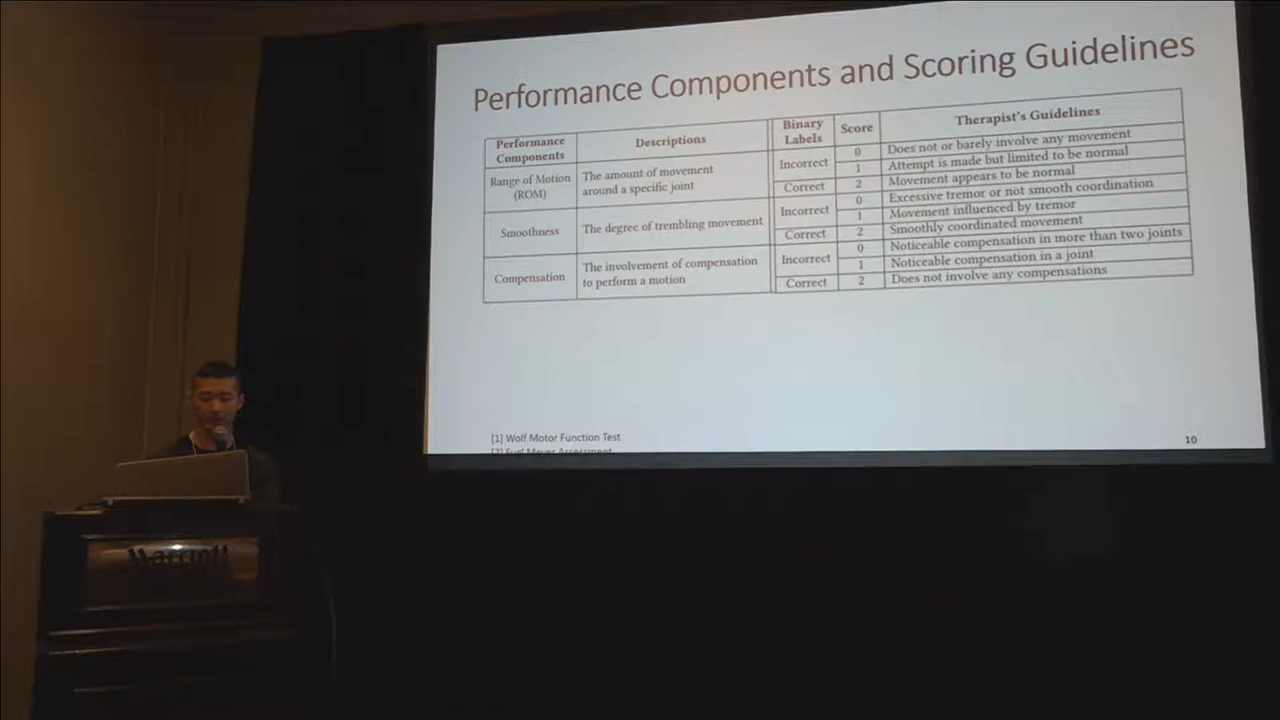 Performance Components and Scoring Guidelines
Performance Components
Descriptions
Binary Labels
Score
Therapist's Guidelines
Range of Motion (ROM)
The amount of movement around a specific joint
Incorrect
0
Does not or barely involve any movement
1
Attempt is made but limited to be normal
Correct
2
Movement appears to be normal
Smoothness
The degree of trembling movement
Incorrect
0
Excessive tremor or not smooth coordination
1
Movement influenced by tremor
Correct
2
Smoothly coordinated movement
Compensation
The involvement of compensation to perform a motion
Incorrect
0
Noticeable compensation in more than two joints
1
Noticeable compensation in a joint
Correct
2
Does not involve any compensations
[1] Wolf Motor Function Test
[2] Fugl Meyer Assessment
10
Marriott